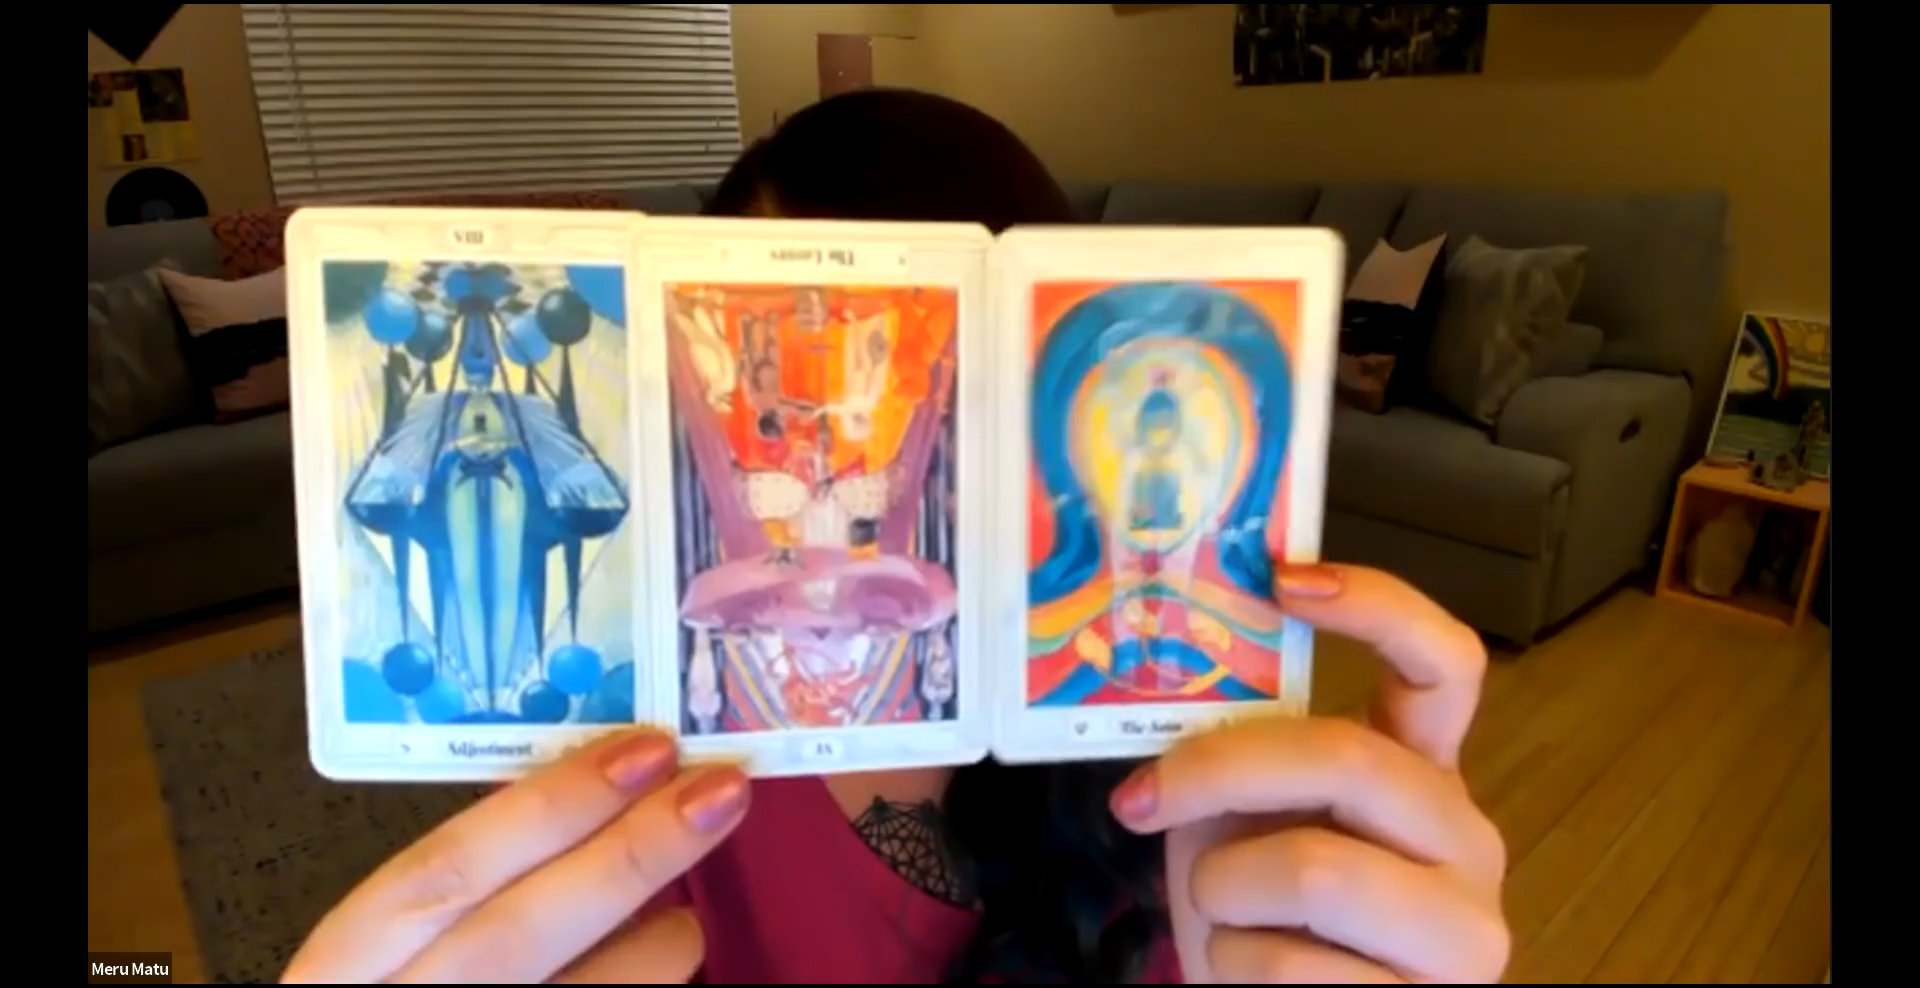 VIII
The Lovers
Adjustment
VI
The Aeon
Meru Matu